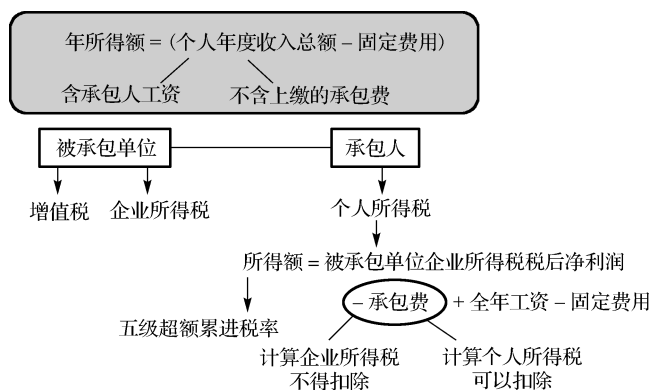 年所得额=(个人年度收入总额－固定费用)
含承包人工资 不含上缴的承包费
被承包单位 承包人
增值税 企业所得税 个人所得税
所得额=被承包单位企业所得税税后净利润
－承包费 +全年工资－固定费用
五级超额累进税率
计算企业所得税 计算个人所得税
不得扣除 可以扣除